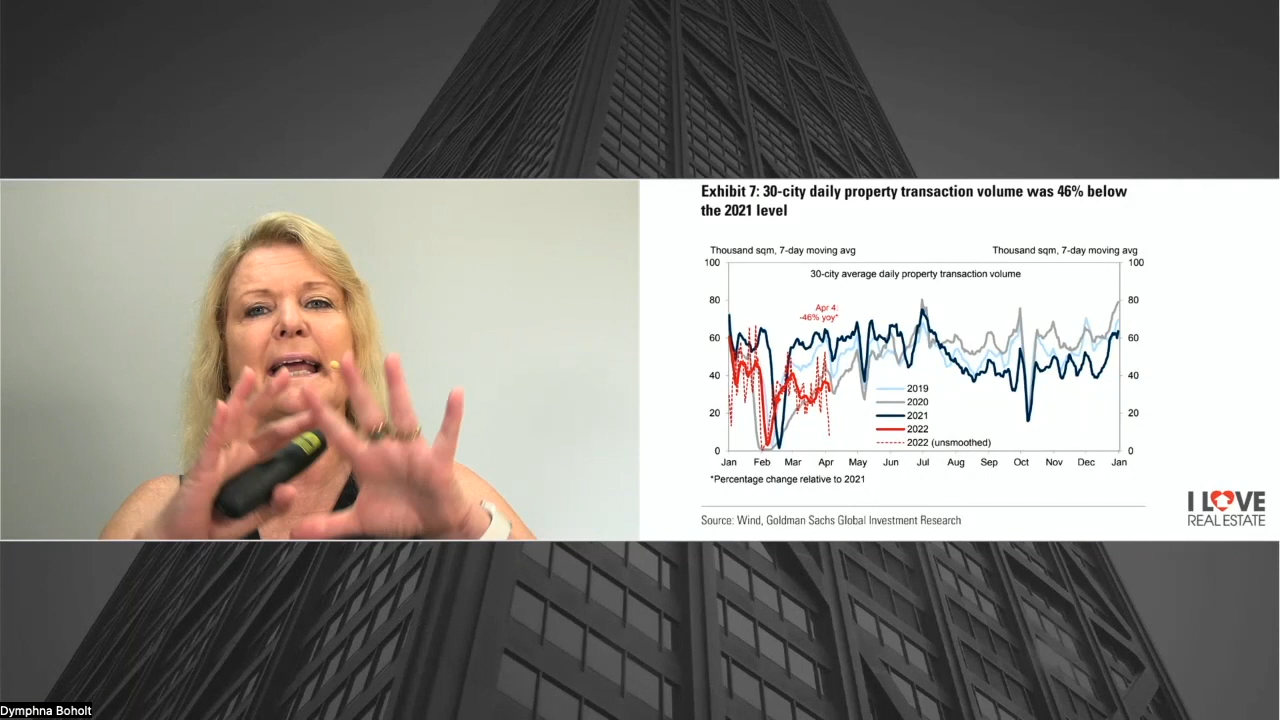 Exhibit 7: 30-city daily property transaction volume was 46% below
the 2021 level
Thousand sqm, 7-day moving avg
Thousand sqm, 7-day moving avg
30-city average daily property transaction volume
100
80
60
40
20
0
100
80
60
40
20
0
Apr 4:
-46% yoy*
2019
2020
2021
2022
2022 (unsmoothed)
Jan Feb Mar Apr May Jun Jul Aug Sep Oct Nov Dec Jan
*Percentage change relative to 2021
Source: Wind, Goldman Sachs Global Investment Research
I LOVE
REAL ESTATE
Dymphna Boholt